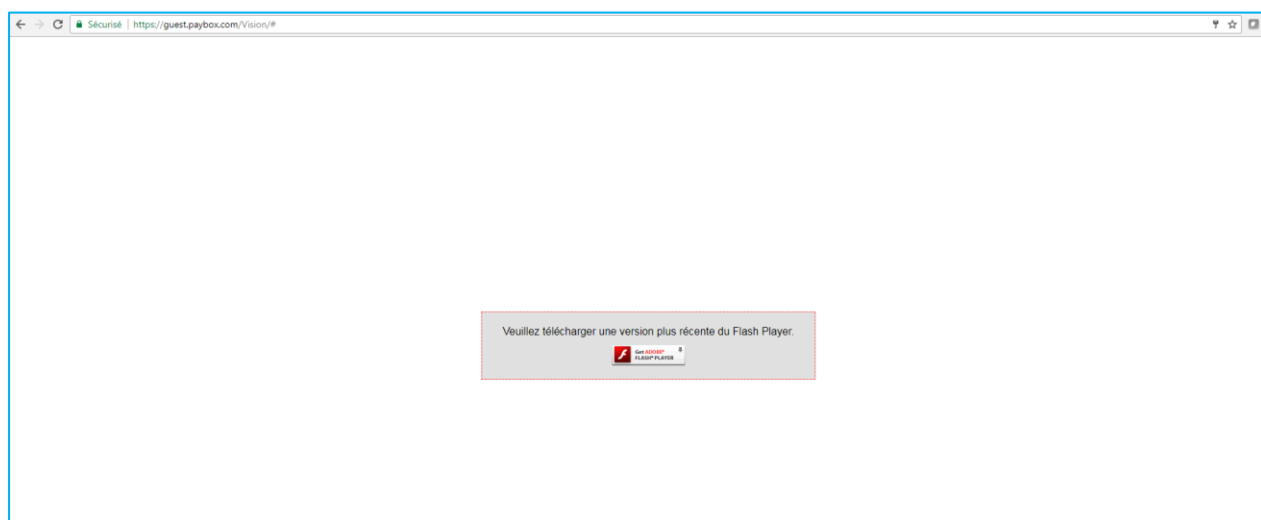 Sécurisé | https://guest.paybox.com/Vision/#
Veuillez télécharger une version plus récente du Flash Player.
Get ADOBE®
FLASH® PLAYER